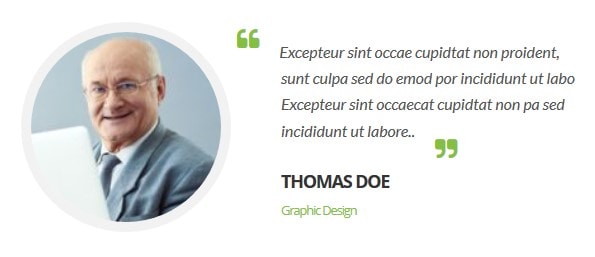 “
Excepteur sint occae cupidtat non proident,
sunt culpa sed do emod por incididunt ut labo
Excepteur sint occaecat cupidtat non pa sed
incididunt ut labore..
”
THOMAS DOE
Graphic Design